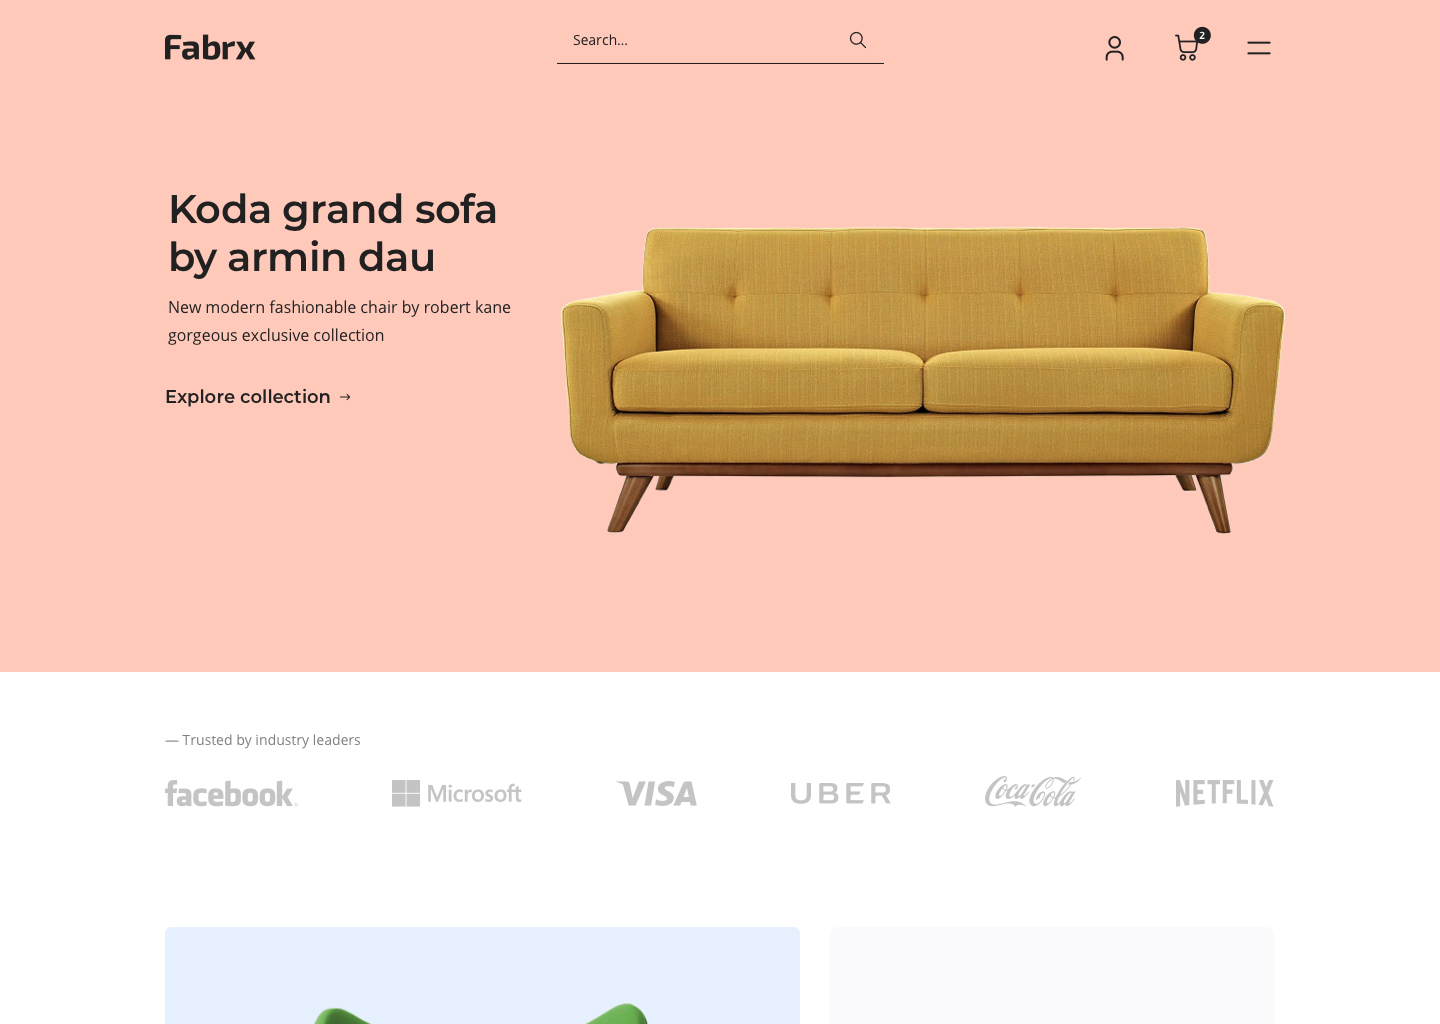 Fabrx
Search...
2
Koda grand sofa
by armin dau
New modern fashionable chair by robert kane
gorgeous exclusive collection
Explore collection →
— Trusted by industry leaders
facebook
Microsoft
VISA
UBER
Coca-Cola
NETFLIX